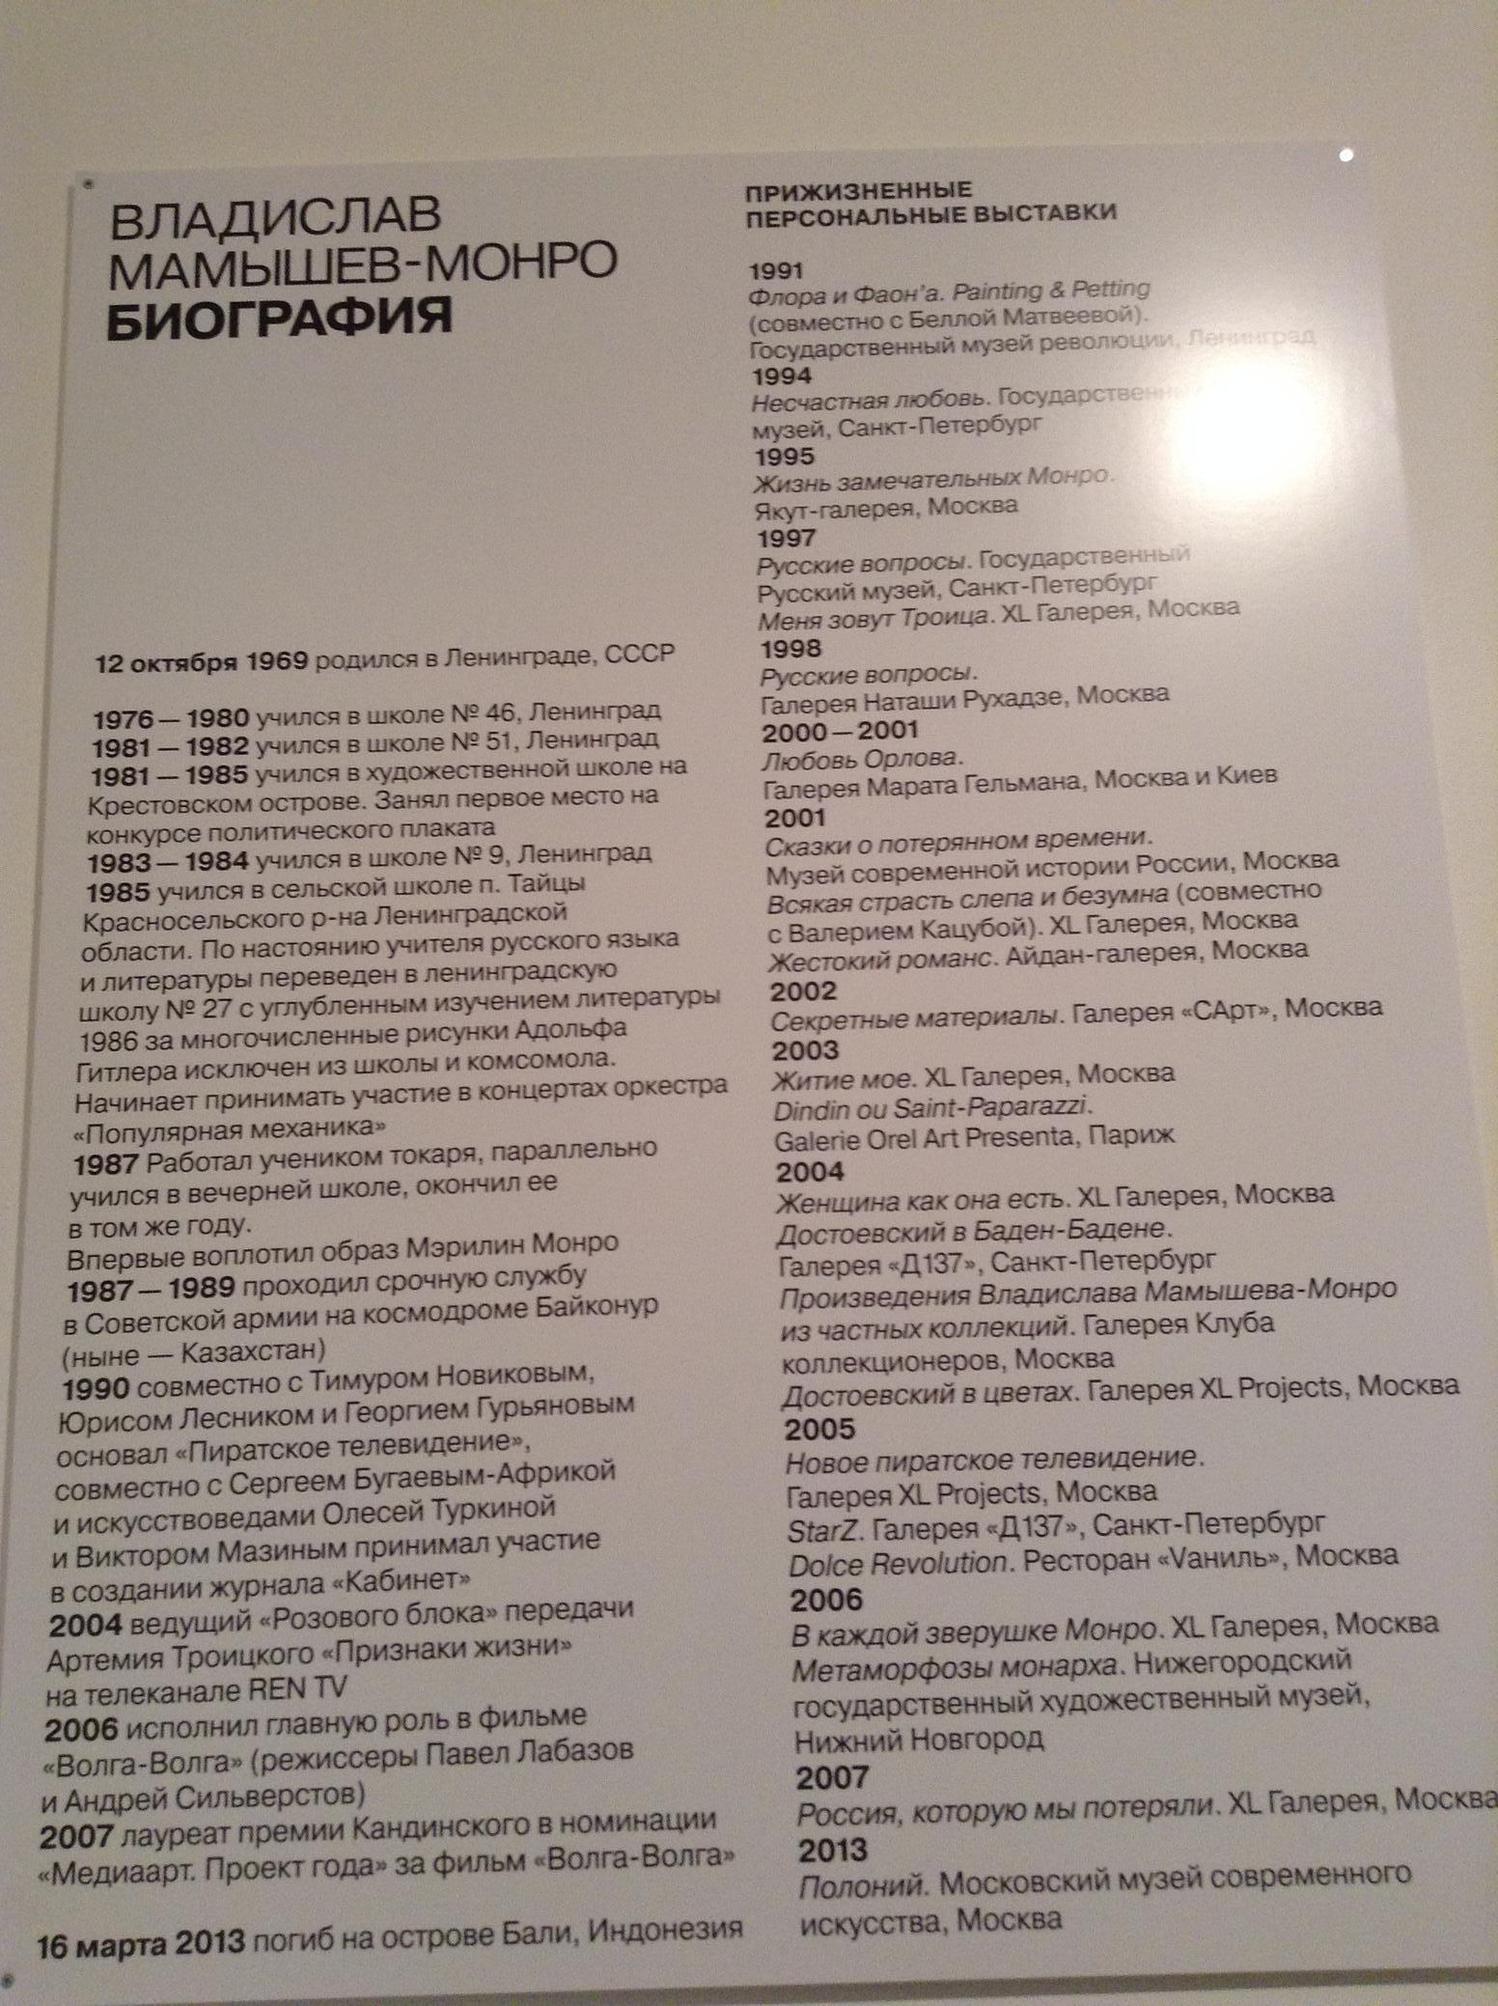 ВЛАДИСЛАВ
МАМЫШЕВ-МОНРО
БИОГРАФИЯ
12 октября 1969 родился в Ленинграде, СССР
1976 — 1980 учился в школе № 46, Ленинград
1981 — 1982 учился в школе № 51, Ленинград
1981 — 1985 учился в художественной школе на
Крестовском острове. Занял первое место на
конкурсе политического плаката
1983 — 1984 учился в школе № 9, Ленинград
1985 учился в сельской школе п. Тайцы
Красносельского р-на Ленинградской
области. По настоянию учителя русского языка
и литературы переведен в ленинградскую
школу № 27 с углубленным изучением литературы
1986 за многочисленные рисунки Адольфа
Гитлера исключен из школы и комсомола.
Начинает принимать участие в концертах оркестра
«Популярная механика»
1987 Работал учеником токаря, параллельно
учился в вечерней школе, окончил ее
в том же году.
Впервые воплотил образ Мэрилин Монро
1987 — 1989 проходил срочную службу
в Советской армии на космодроме Байконур
(ныне — Казахстан)
1990 совместно с Тимуром Новиковым,
Юрисом Лесником и Георгием Гурьяновым
основал «Пиратское телевидение»,
совместно с Сергеем Бугаевым-Африкой
и искусствоведами Олесей Туркиной
и Виктором Мазиным принимал участие
в создании журнала «Кабинет»
2004 ведущий «Розового блока» передачи
Артемия Троицкого «Признаки жизни»
на телеканале REN TV
2006 исполнил главную роль в фильме
«Волга-Волга» (режиссеры Павел Лабазов
и Андрей Сильверстов)
2007 лауреат премии Кандинского в номинации
«Медиаарт. Проект года» за фильм «Волга-Волга»
16 марта 2013 погиб на острове Бали, Индонезия
ПРИЖИЗНЕННЫЕ
ПЕРСОНАЛЬНЫЕ ВЫСТАВКИ
1991
Флора и Фаон'а. Painting & Petting
(совместно с Беллой Матвеевой).
Государственный музей революции, Ленинград
1994
Несчастная любовь.
музей, Санкт-Петербург
1995
Жизнь замечательных Монро.
Якут-галерея, Москва
1997
Русские вопросы. Государственный
Русский музей, Санкт-Петербург
Меня зовут Троица. XL Галерея, Москва
1998
Русские вопросы.
Галерея Наташи Рухадзе, Москва
2000 — 2001
Любовь Орлова.
Галерея Марата Гельмана, Москва и Киев
2001
Сказки о потерянном времени.
Музей современной истории России, Москва
Всякая страсть слепа и безумна (совместно
с Валерием Кацубой). XL Галерея, Москва
Жестокий романс. Айдан-галерея, Москва
2002
Секретные материалы. Галерея «САрт», Москва
2003
Житие мое. XL Галерея, Москва
Dindin ou Saint-Paparazzi.
Galerie Orel Art Presenta, Париж
2004
Женщина как она есть. XL Галерея, Москва
Достоевский в Баден-Бадене.
Галерея «Д137», Санкт-Петербург
Произведения Владислава Мамышева-Монро
из частных коллекций. Галерея Клуба
коллекционеров, Москва
Достоевский в цветах. Галерея XL Projects, Москва
2005
Новое пиратское телевидение.
Галерея XL Projects, Москва
StarZ. Галерея «Д137», Санкт-Петербург
Dolce Revolution. Ресторан «Vаниль», Москва
2006
В каждой зверушке Монро. XL Галерея, Москва
Метаморфозы монарха. Нижегородский
государственный художественный музей,
Нижний Новгород
2007
Россия, которую мы потеряли. XL Галерея, Москва
2013
Полоний. Московский музей современного
искусства, Москва